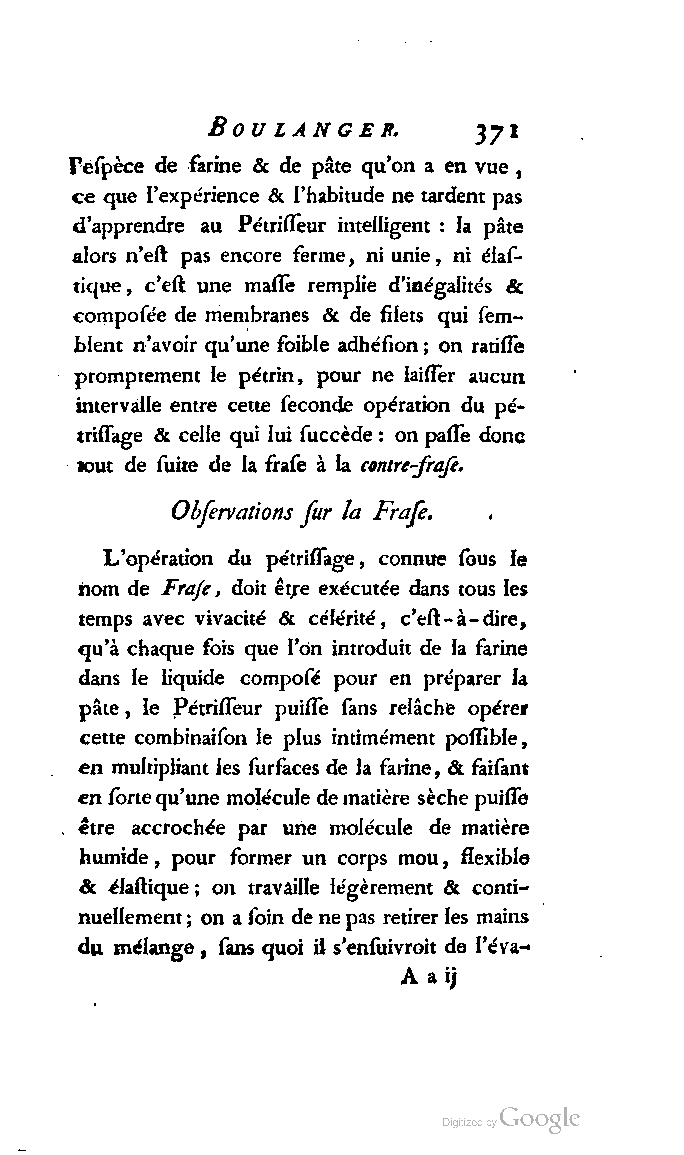 BOULANGER. 371
l'eſpèce de farine & de pâte qu'on a en vue,
ce que l'expérience & l'habitude ne tardent pas
d'apprendre au Pétriſſeur intelligent : la pâte
alors n'eſt pas encore ferme, ni unie, ni élaſ-
tique, c'eſt une maſſe remplie d'inégalités &
compoſée de membranes & de filets qui ſem-
blent n'avoir qu'une foible adhéſion; on ratiſſe
promptement le pétrin, pour ne laiſſer aucun
intervalle entre cette ſeconde opération du pé-
triſſage & celle qui lui ſuccède : on paſſe donc
tout de ſuite de la fraſe à la contre-fraſe.
Obſervations ſur la Fraſe.
L'opération du pétriſſage, connue ſous le
nom de Fraſe, doit être exécutée dans tous les
temps avec vivacité & célérité, c'eſt-à-dire,
qu'à chaque fois que l'on introduit de la farine
dans le liquide compoſé pour en préparer la
pâte, le Pétriſſeur puiſſe ſans relâche opérer
cette combinaiſon le plus intimément poſſible,
en multipliant les ſurfaces de la farine, & faiſant
en ſorte qu'une molécule de matière sèche puiſſe
être accrochée par une molécule de matière
humide, pour former un corps mou, flexible
& élaſtique; on travaille légèrement & conti-
nuellement; on a ſoin de ne pas retirer les mains
du mélange, ſans quoi il s'enſuivroit de l'éva-
A a ij
Digitized by Google